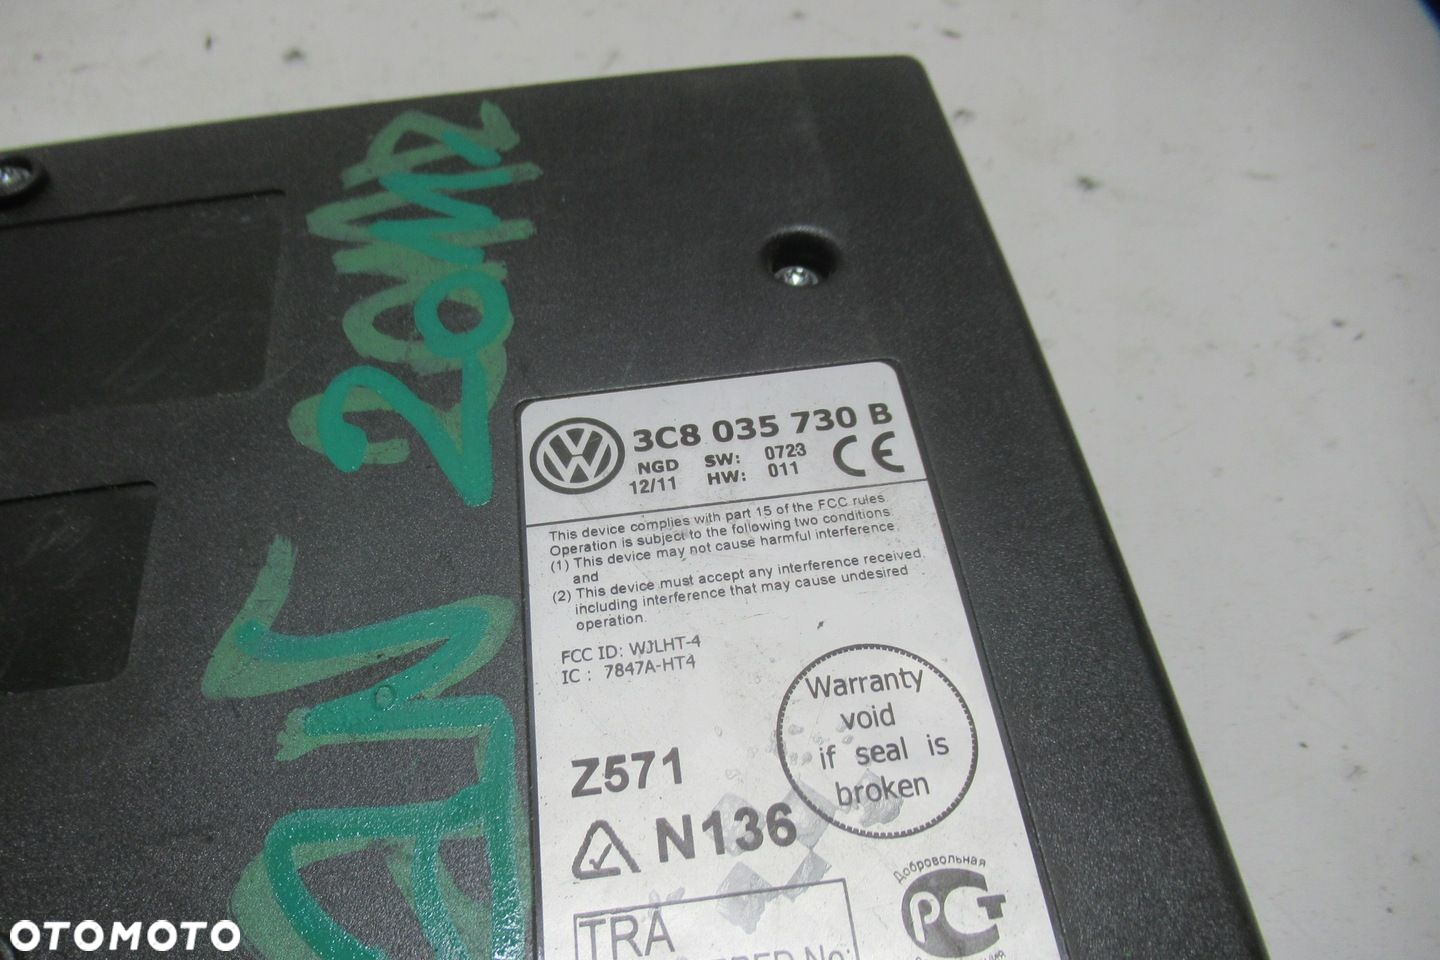 3C8 035 730 B
NGD SW: 0723
12/11 HW: 011
This device complies with part 15 of the FCC rules
Operation is subject to the following two conditions:
(1) This device may not cause harmful interference,
and
(2) This device must accept any interference received,
including interference that may cause undesired
operation.
FCC ID: WJLHT-4
IC : 7847A-HT4
Warranty
void
if seal is
broken
Z571
N136
TRA
No:
Добровольная
РСТ
OTOMOTO